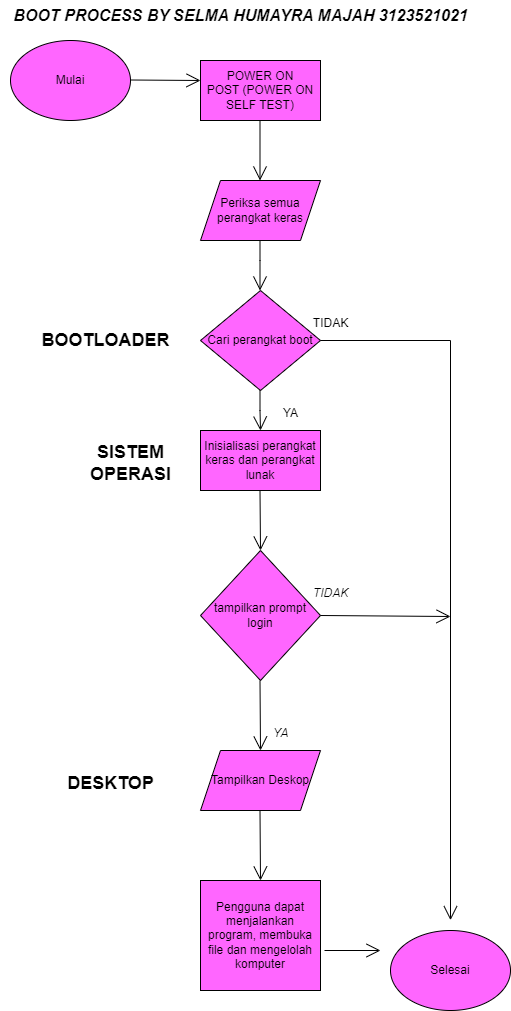 BOOT PROCESS BY SELMA HUMAYRA MAJAH 3123521021
Mulai
POWER ON
POST (POWER ON
SELF TEST)
Periksa semua
perangkat keras
TIDAK
BOOTLOADER
Cari perangkat boot
YA
SISTEM
OPERASI
Inisialisasi perangkat
keras dan perangkat
lunak
TIDAK
tampilkan prompt
login
YA
DESKTOP
Tampilkan Deskop
Pengguna dapat
menjalankan
program, membuka
file dan mengelolah
komputer
Selesai